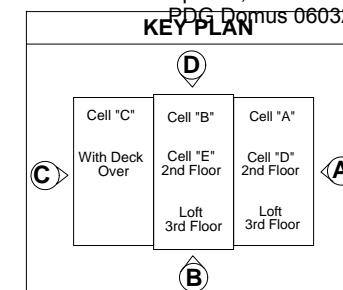 PDG Domus 06032
KEY PLAN
D
Cell "C"
With Deck
Over
Cell "B"
Cell "E"
2nd Floor
Loft
3rd Floor
Cell "A"
Cell "D"
2nd Floor
Loft
3rd Floor
C
A
B